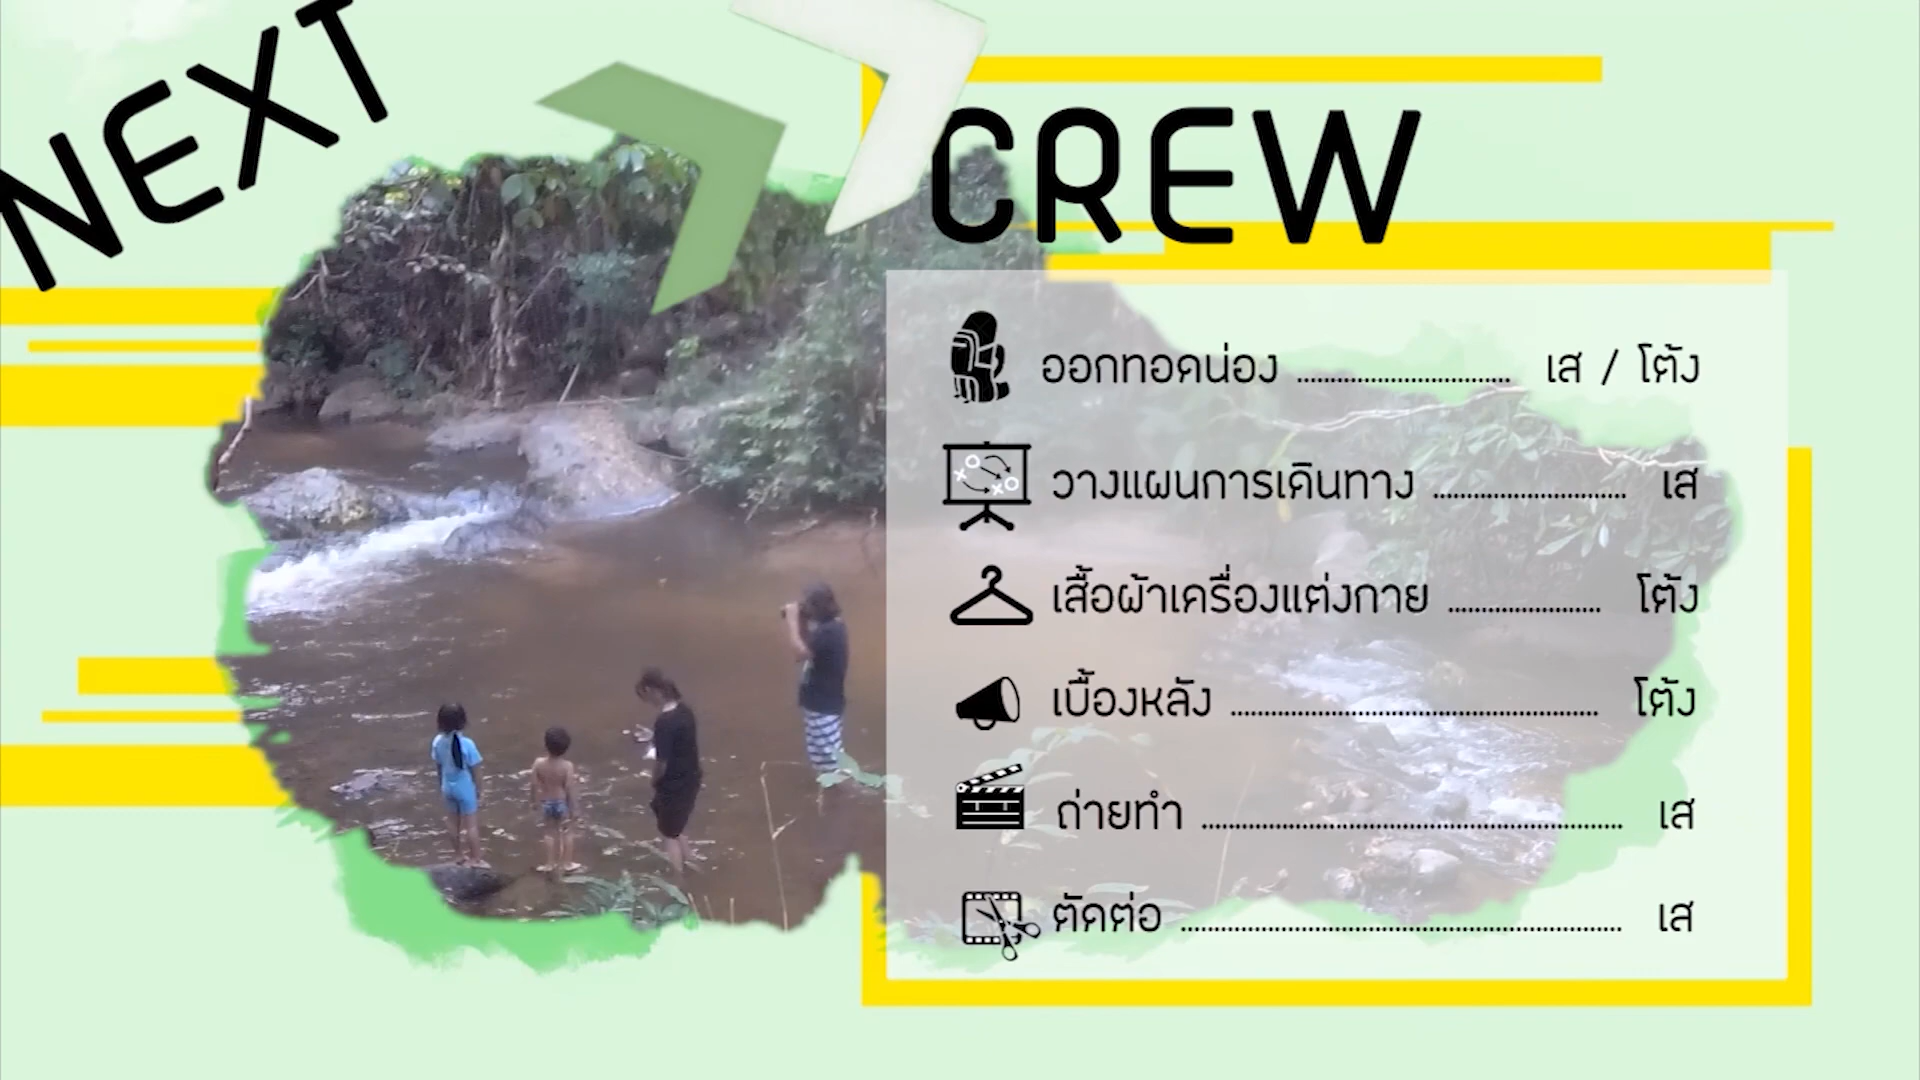 NEXT
CREW
ออกทอดน่อง .............................. เส / โต้ง
วางแผนการเดินทาง ........................... เส
เสื้อผ้าเครื่องแต่งกาย ..................... โต้ง
เบื้องหลัง .................................................... โต้ง
ถ่ายทำ ........................................................... เส
ตัดต่อ .............................................................. เส